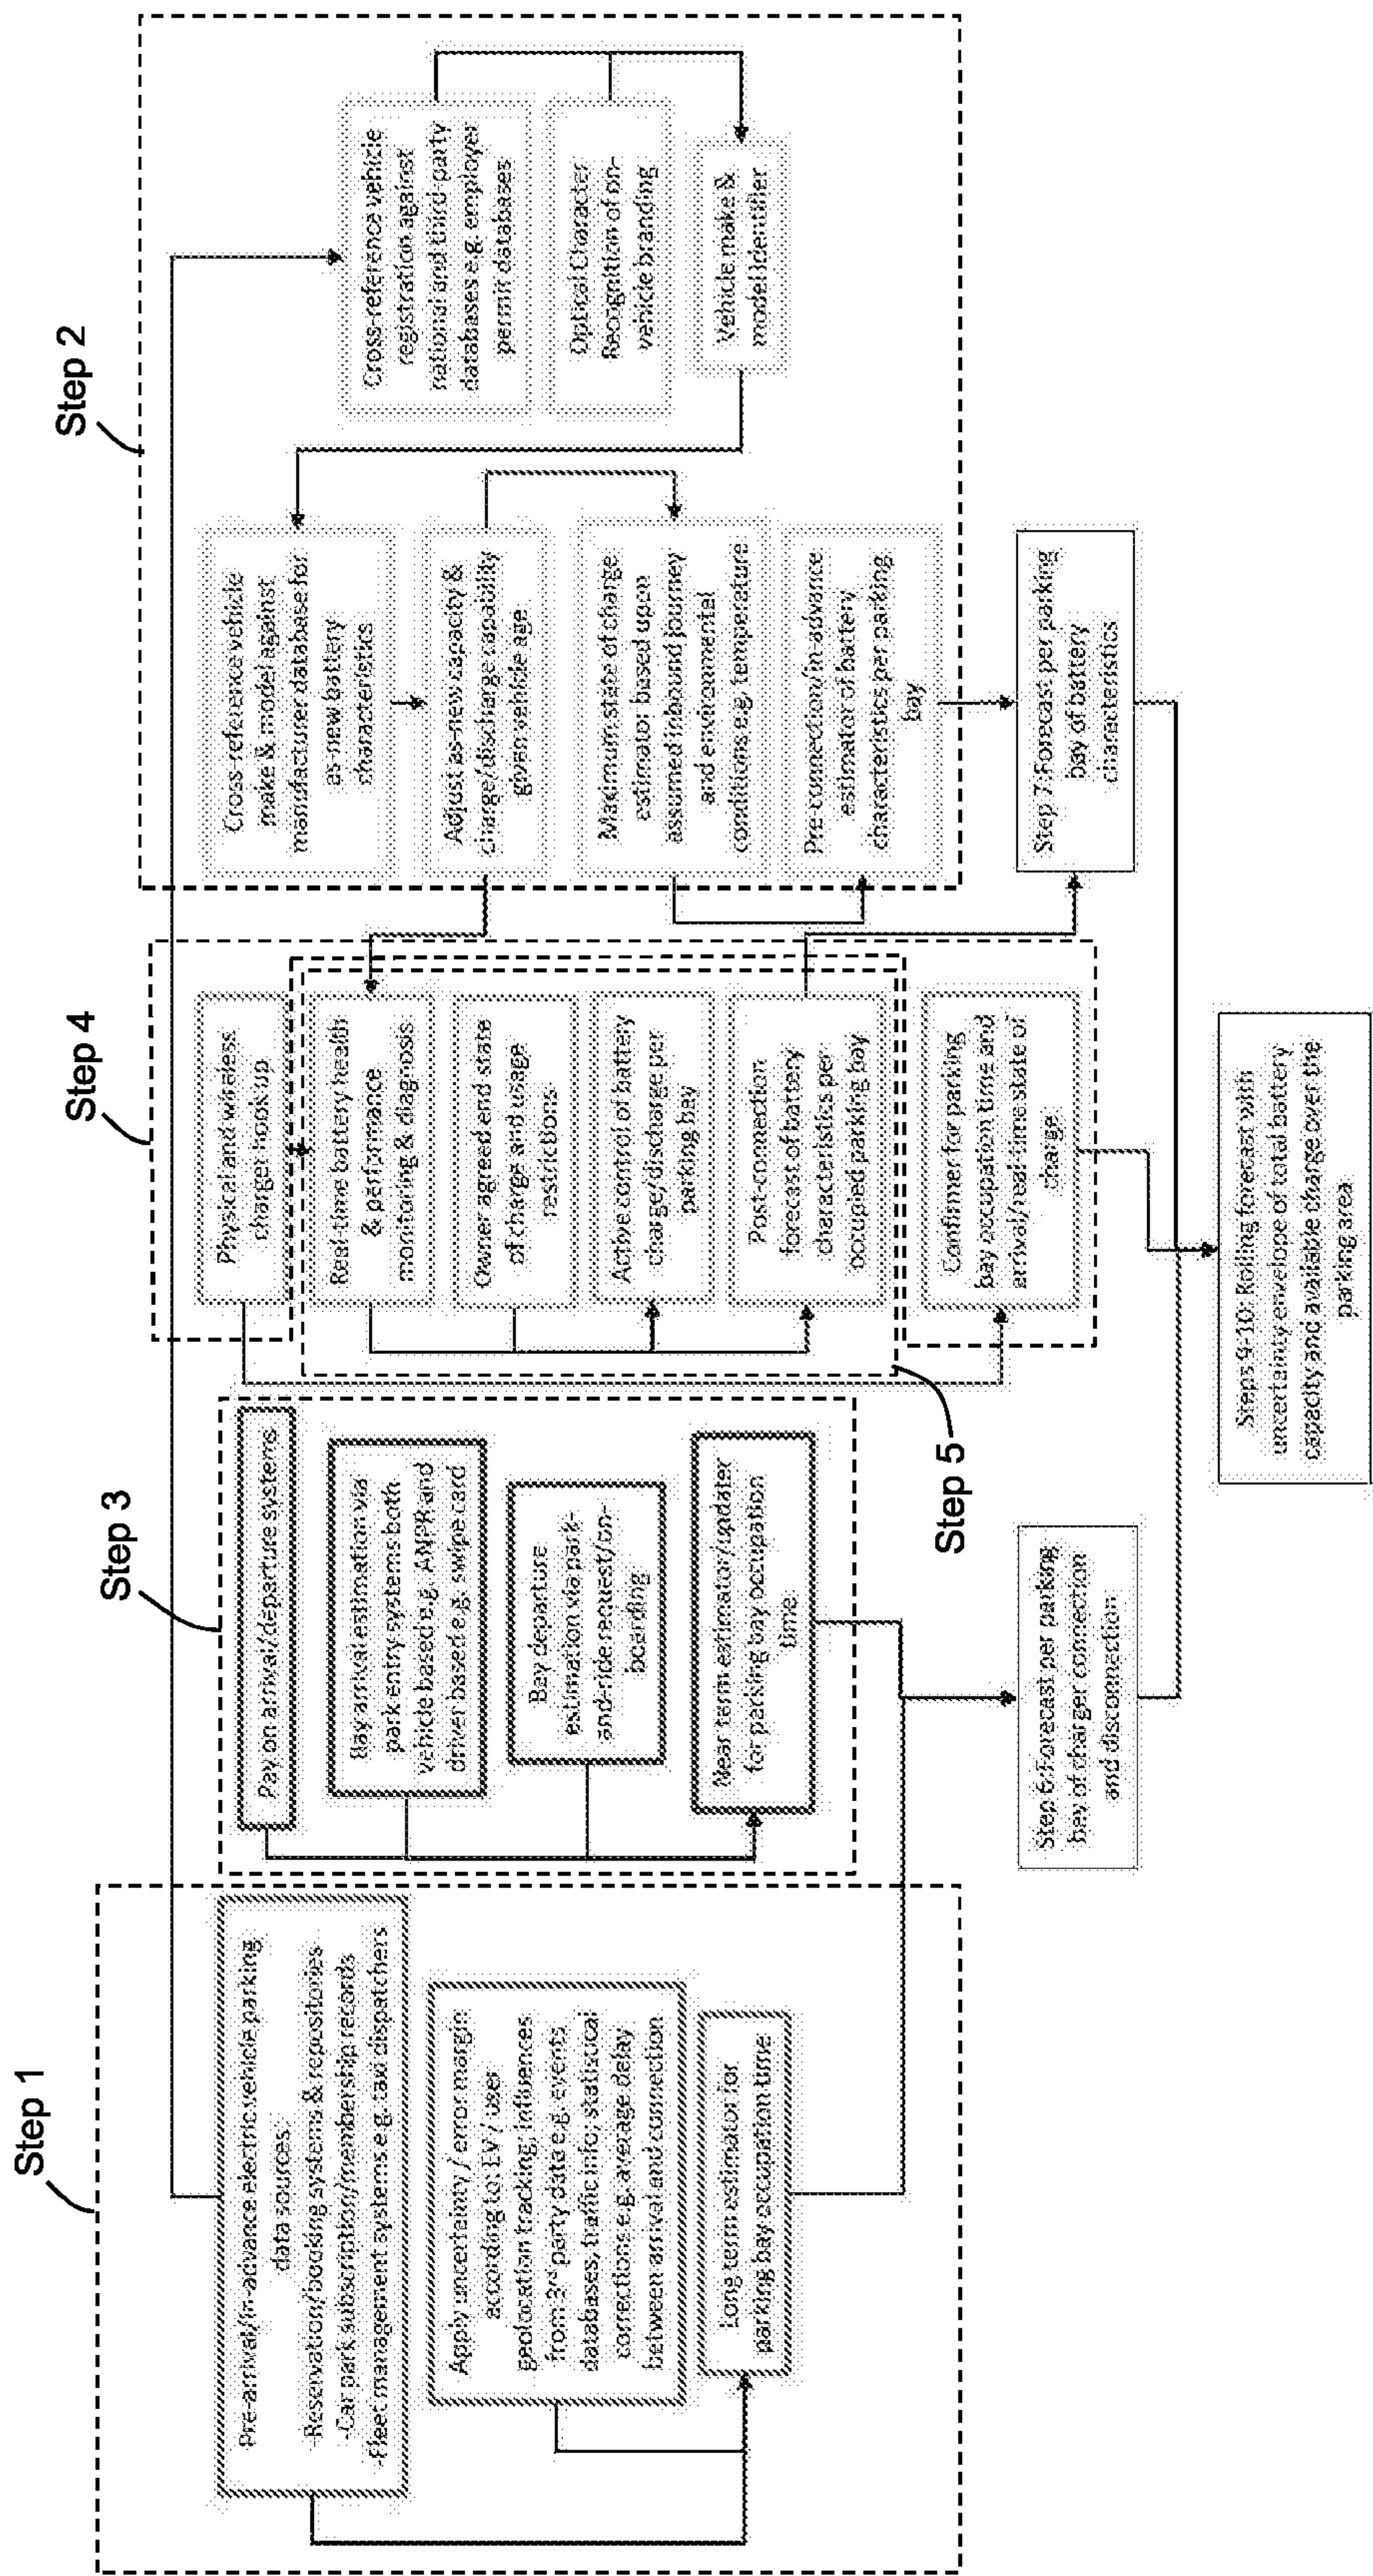 Step 1
Pre-arrival/in-advance electric vehicle parking
data sources:
-Reservation/booking systems & repositories
-Car park subscription/membership records
-Fleet management systems e.g. taxi dispatchers
Apply uncertainty / error margin
according to: EV / user
geolocation tracking; influences
from 3rd party data e.g. events
databases, traffic info; statistical
corrections e.g. average delay
between arrival and connection
Long term estimator for
parking bay occupation time
Step 3
Pay on arrival/departure systems
Bay arrival estimation via
park entry systems both
vehicle based e.g. ANPR and
driver based e.g. swipe card
Bay departure
estimation via park-
and-ride request/on-
boarding
Near term estimator/updater
for parking bay occupation
time
Step 4
Physical and wireless
charger hook up
Real-time battery health
& performance
monitoring & diagnosis
Owner agreed end state
of charge and usage
restrictions
Active control of battery
charge/discharge per
parking bay
Post-connection
forecast of battery
characteristics per
occupied parking bay
Confirmer for parking
bay occupation time and
arrival/real-time state of
charge
Step 5
Step 2
Cross-reference vehicle
make & model against
manufacturer database for
as-new battery
characteristics
Adjust as-new capacity &
charge/discharge capability
given vehicle age
Maximum state of charge
estimator based upon
assumed inbound journey
and environmental
conditions e.g. temperature
Pre-connection/in-advance
estimator of battery
characteristics per parking
bay
Cross-reference vehicle
registration against
national and third-party
databases e.g. employer
permit databases
Optical Character
Recognition of on-
vehicle branding
Vehicle make &
model identifier
Step 6:Forecast per parking
bay of charger connection
and disconnection
Step 7:Forecast per parking
bay of battery
characteristics
Steps 9-10: Rolling forecast with
uncertainty envelope of total battery
capacity and available charge over the
parking area